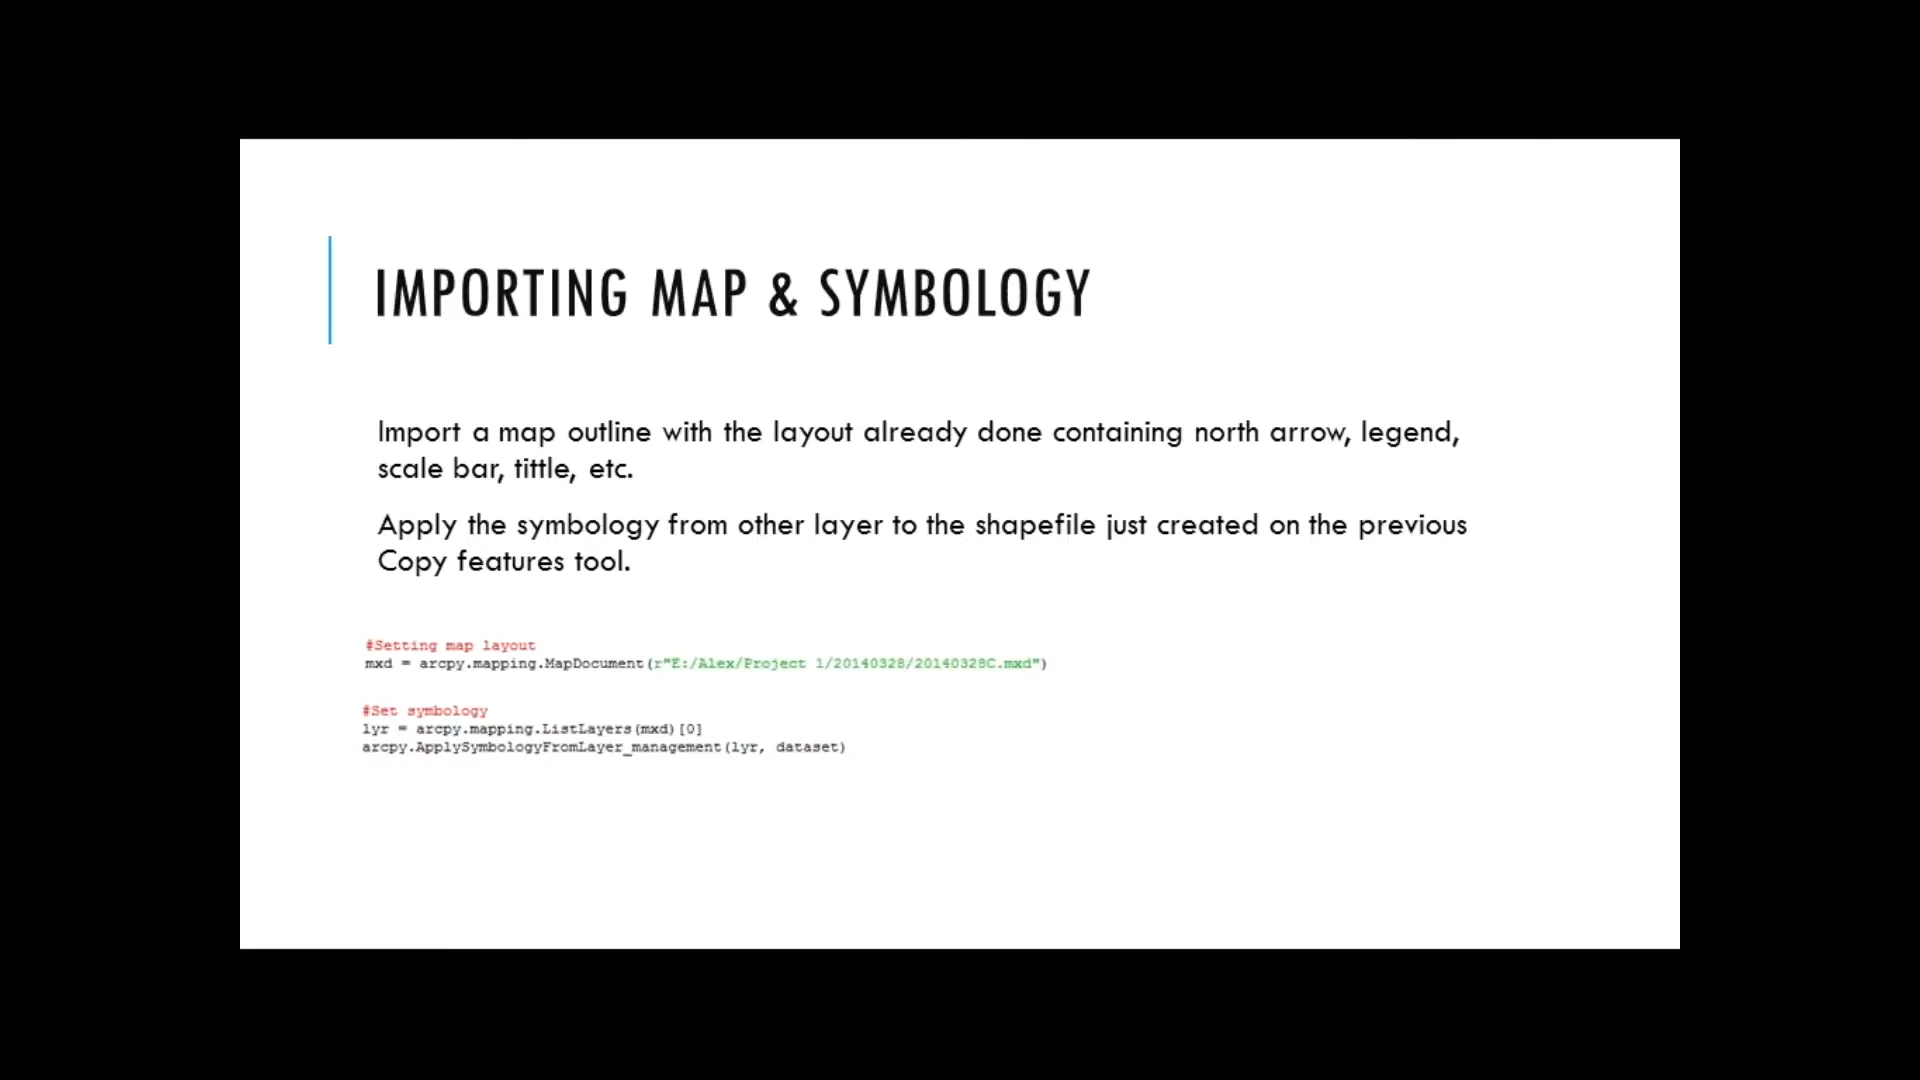 IMPORTING MAP & SYMBOLOGY
Import a map outline with the layout already done containing north arrow, legend,
scale bar, tittle, etc.
Apply the symbology from other layer to the shapefile just created on the previous
Copy features tool.
#Setting map layout
mxd = arcpy.mapping.MapDocument(r"E:/Alex/Project 1/20140328/20140328C.mxd")
#Set symbology
lyr = arcpy.mapping.ListLayers(mxd)[0]
arcpy.ApplySymbologyFromLayer_management(lyr, dataset)